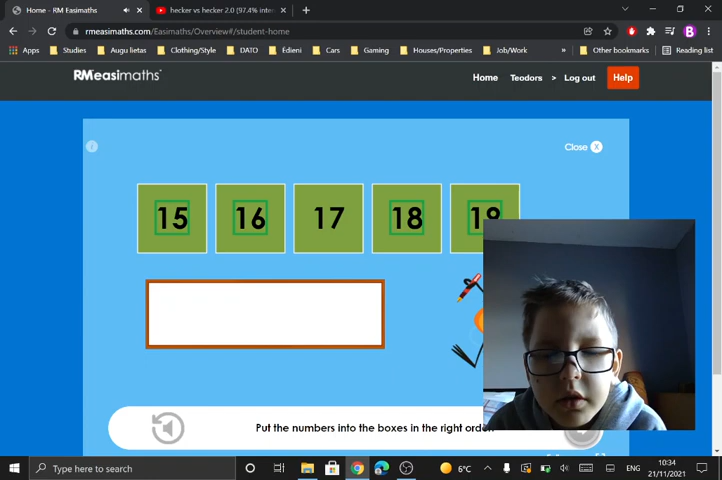 Home - RM Easimaths
hecker vs hecker 2.0 (97.4% inte
rmeasimaths.com/Easimaths/Overview#/student-home
Apps Studies Augu lietas Clothing/Style DATO Edieni Cars Gaming Houses/Properties Job/Work » Other bookmarks Reading list
RMeasimaths
Home Teodors > Log out Help
Close X
15 16 17 18 19
Put the numbers into the boxes in the right order.
Type here to search
6°C ENG 10:34
21/11/2021